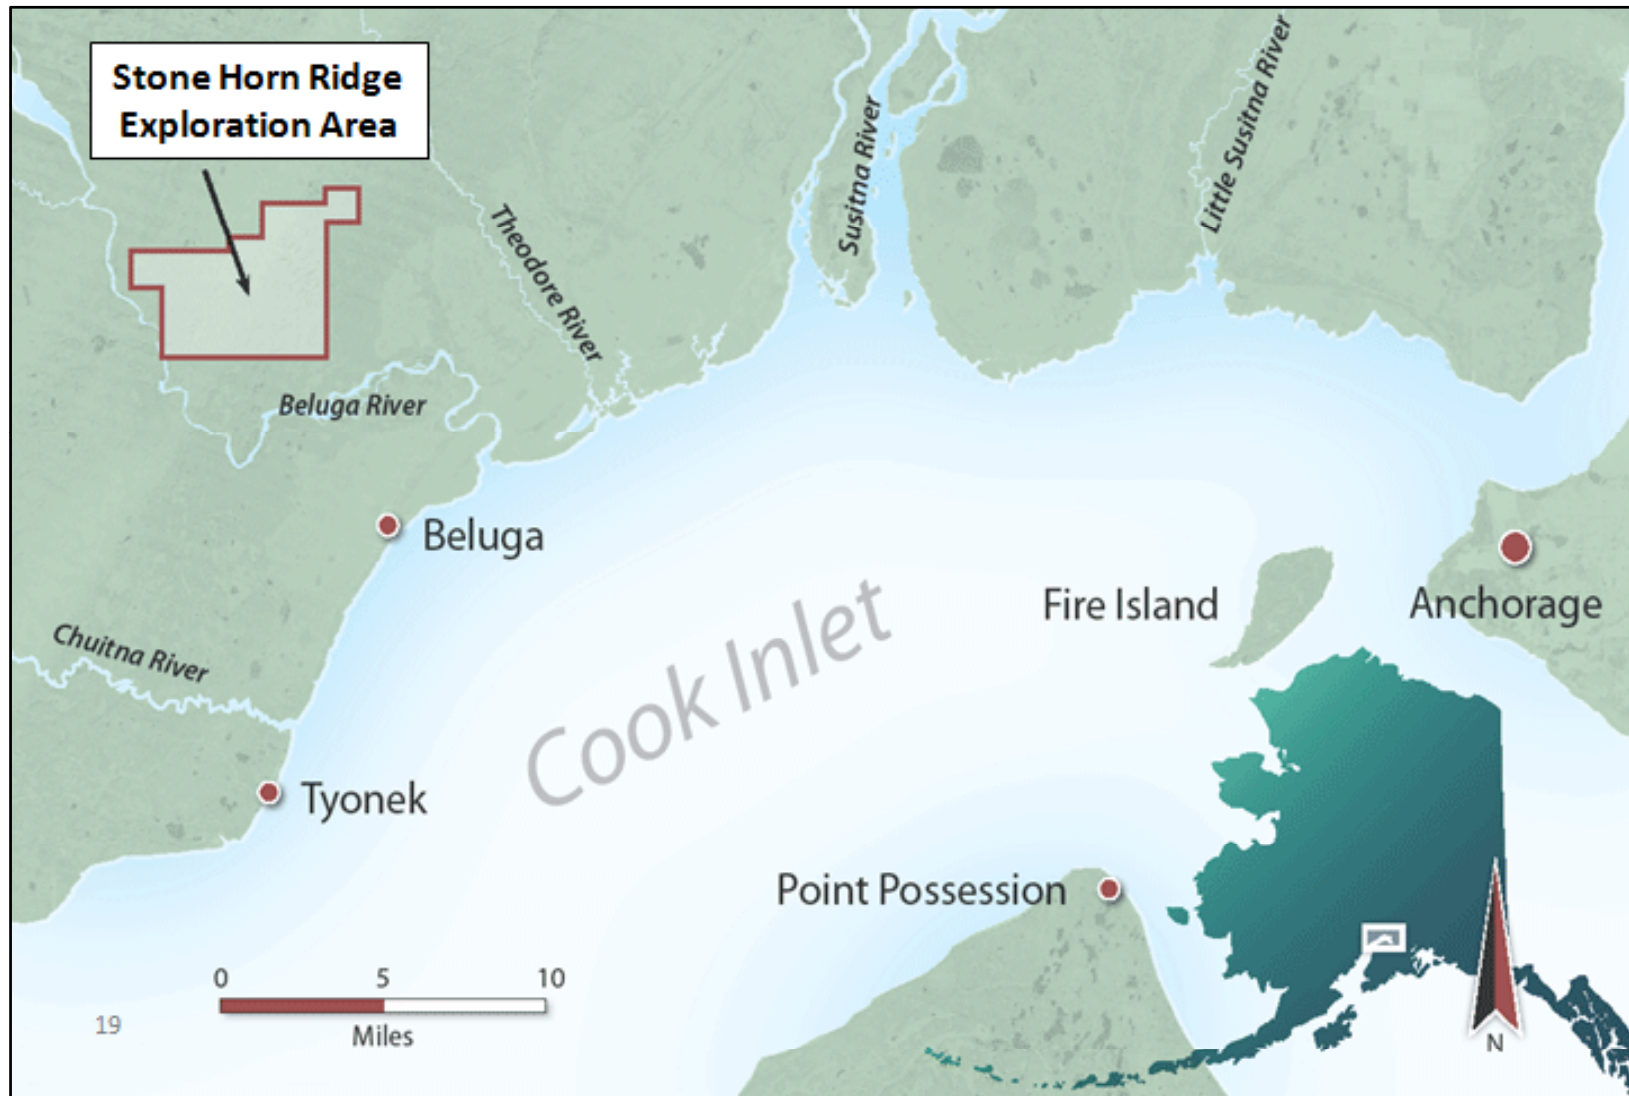 Stone Horn Ridge
Exploration Area
Susitna River
Little Susitna River
Theodore River
Beluga River
Beluga
Fire Island
Anchorage
Chuitna River
Cook Inlet
Tyonek
Point Possession
0 5 10
Miles
19
N